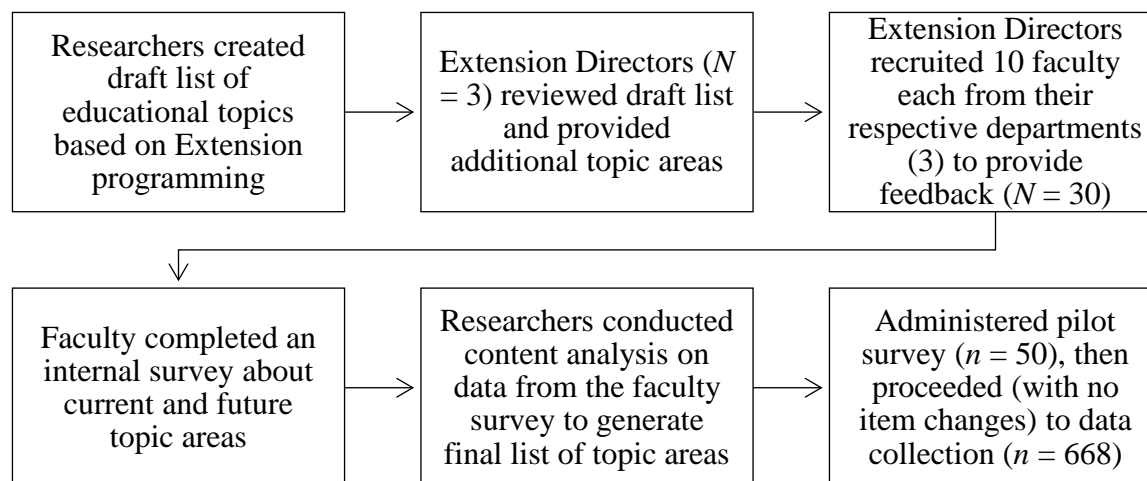 Researchers created
draft list of
educational topics
based on Extension
programming
Extension Directors (N
= 3) reviewed draft list
and provided
additional topic areas
Extension Directors
recruited 10 faculty
each from their
respective departments
(3) to provide
feedback (N = 30)
Faculty completed an
internal survey about
current and future
topic areas
Researchers conducted
content analysis on
data from the faculty
survey to generate
final list of topic areas
Administered pilot
survey (n = 50), then
proceeded (with no
item changes) to data
collection (n = 668)